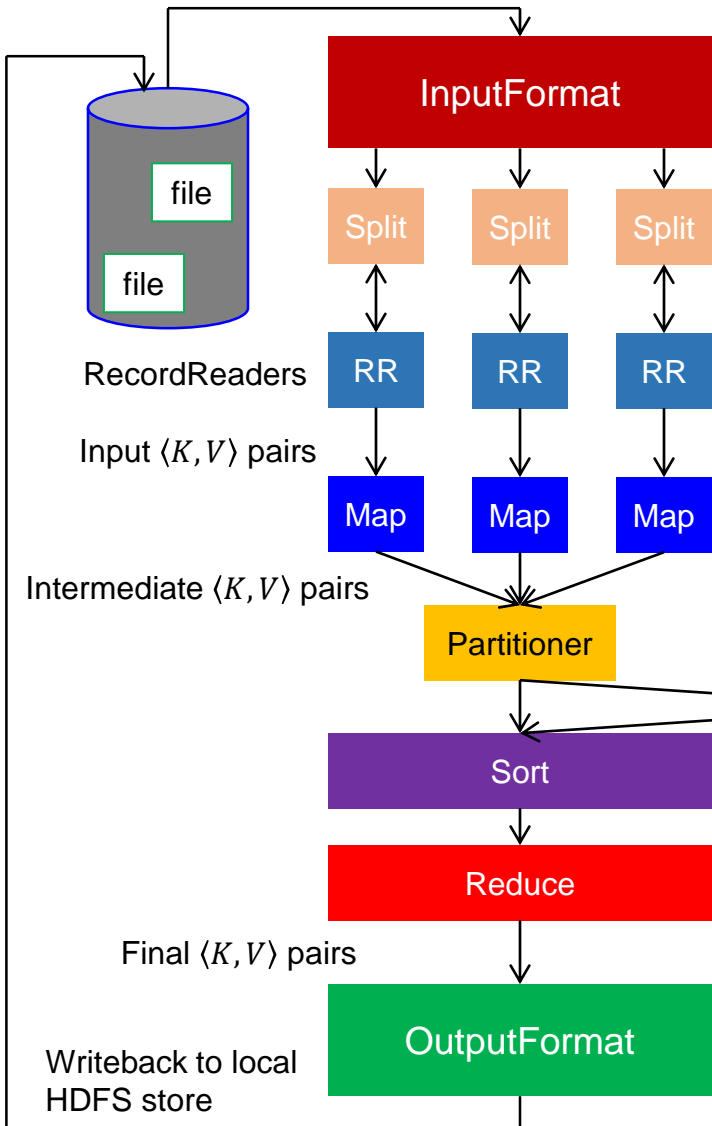 InputFormat
file
file
Split
Split
Split
RecordReaders
RR
RR
RR
Input ⟨K, V⟩ pairs
Map
Map
Map
Intermediate ⟨K, V⟩ pairs
Partitioner
Sort
Reduce
Final ⟨K, V⟩ pairs
OutputFormat
Writeback to local
HDFS store